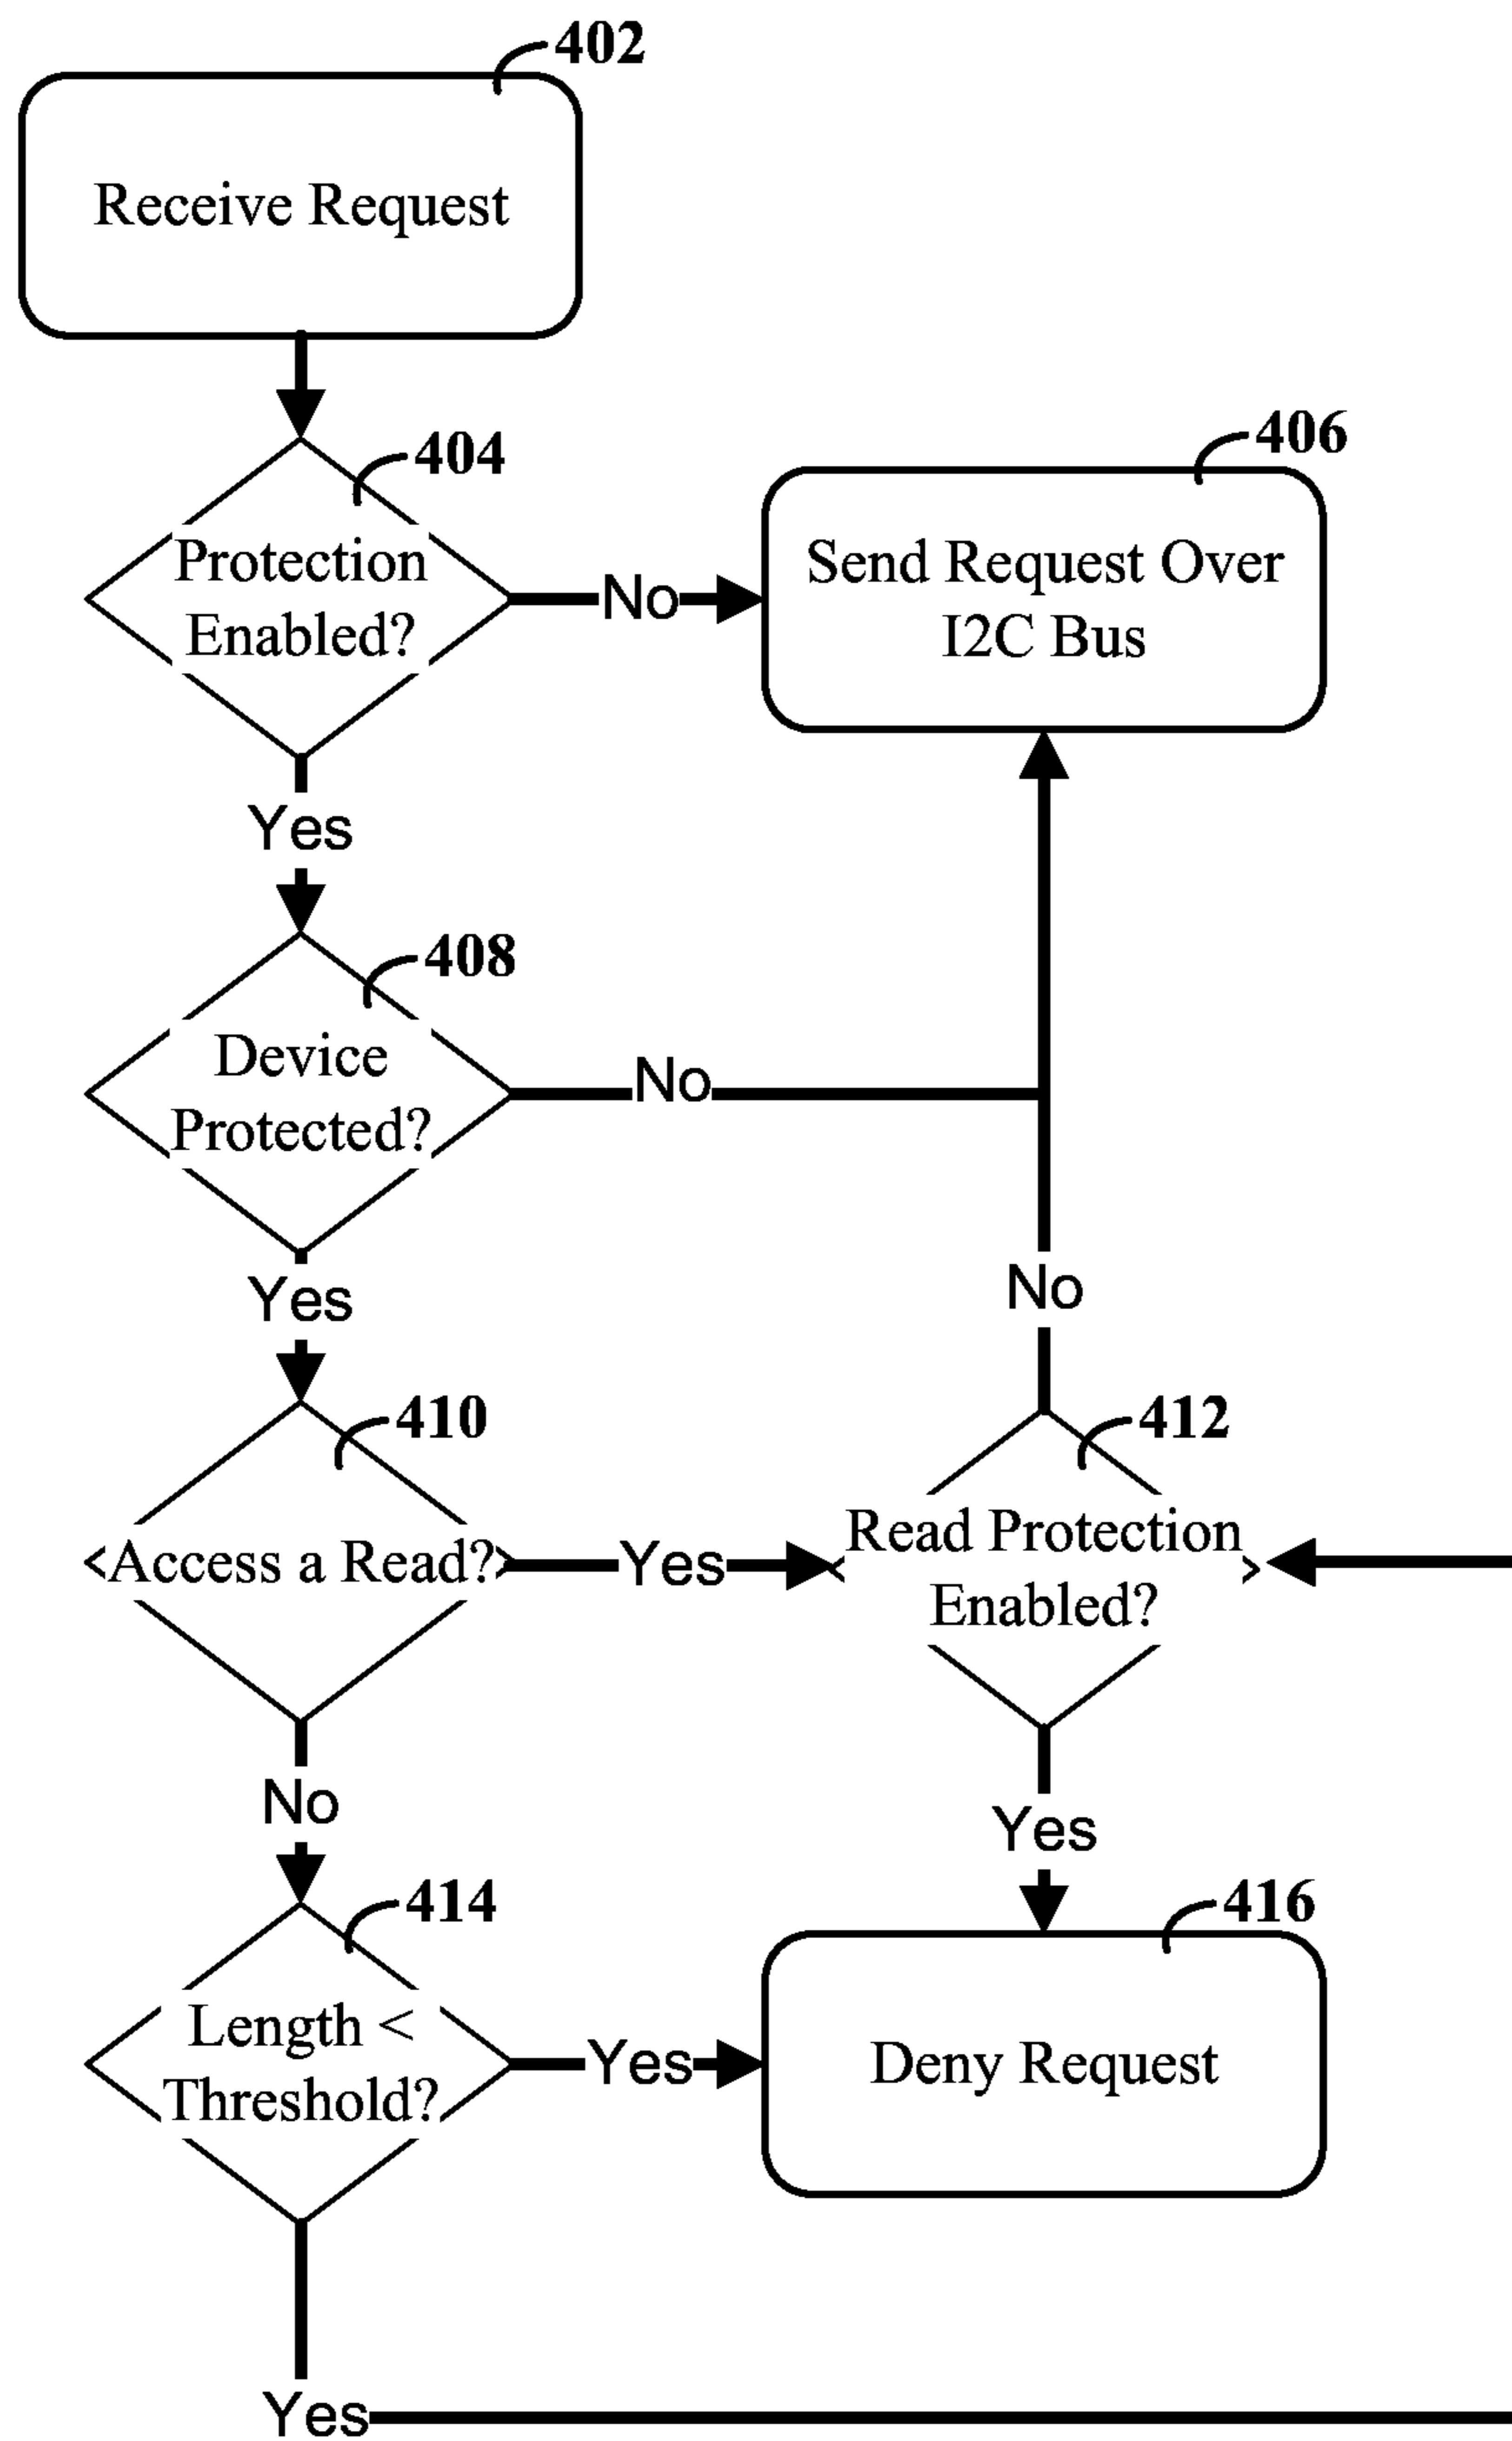 402
Receive Request
404
Protection
Enabled?
No
406
Send Request Over
I2C Bus
Yes
408
Device
Protected?
No
Yes
No
410
Access a Read?
Yes
412
Read Protection
Enabled?
No
Yes
414
Length <
Threshold?
Yes
416
Deny Request
Yes